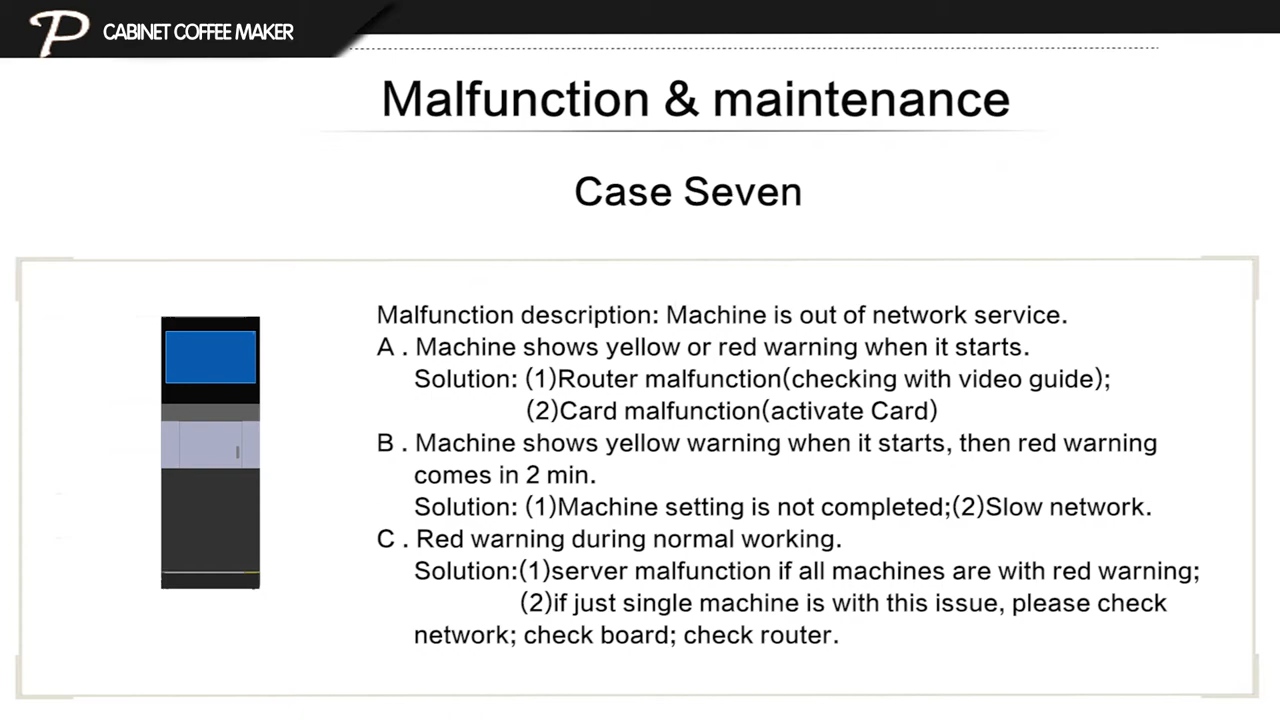 P CABINET COFFEE MAKER
Malfunction & maintenance
Case Seven
Malfunction description: Machine is out of network service.
A . Machine shows yellow or red warning when it starts.
Solution: (1)Router malfunction(checking with video guide);
(2)Card malfunction(activate Card)
B . Machine shows yellow warning when it starts, then red warning
comes in 2 min.
Solution: (1)Machine setting is not completed;(2)Slow network.
C . Red warning during normal working.
Solution:(1)server malfunction if all machines are with red warning;
(2)if just single machine is with this issue, please check
network; check board; check router.